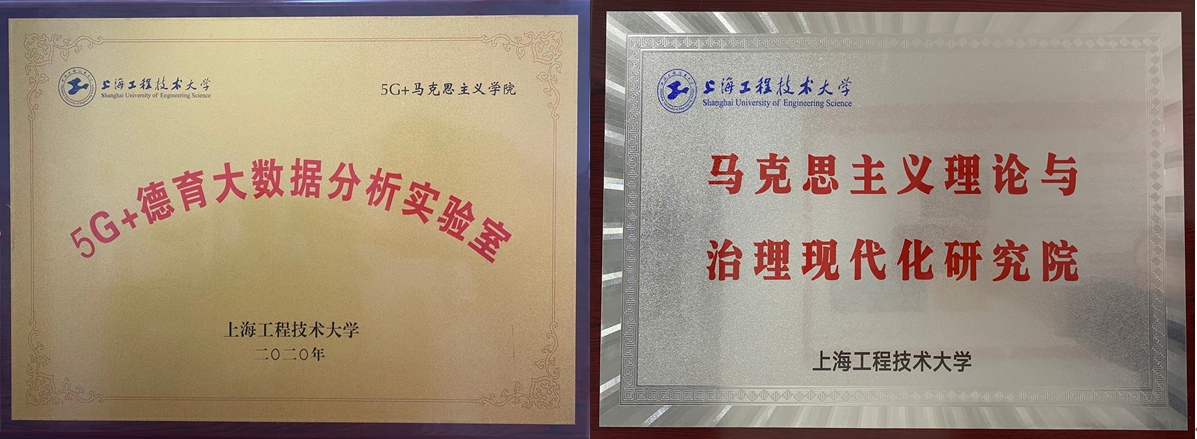 上海工程技术大学
Shanghai University of Engineering Science
5G+马克思主义学院
5G+德育大数据分析实验室
上海工程技术大学
二〇二〇年
上海工程技术大学
Shanghai University of Engineering Science
马克思主义理论与
治理现代化研究院
上海工程技术大学